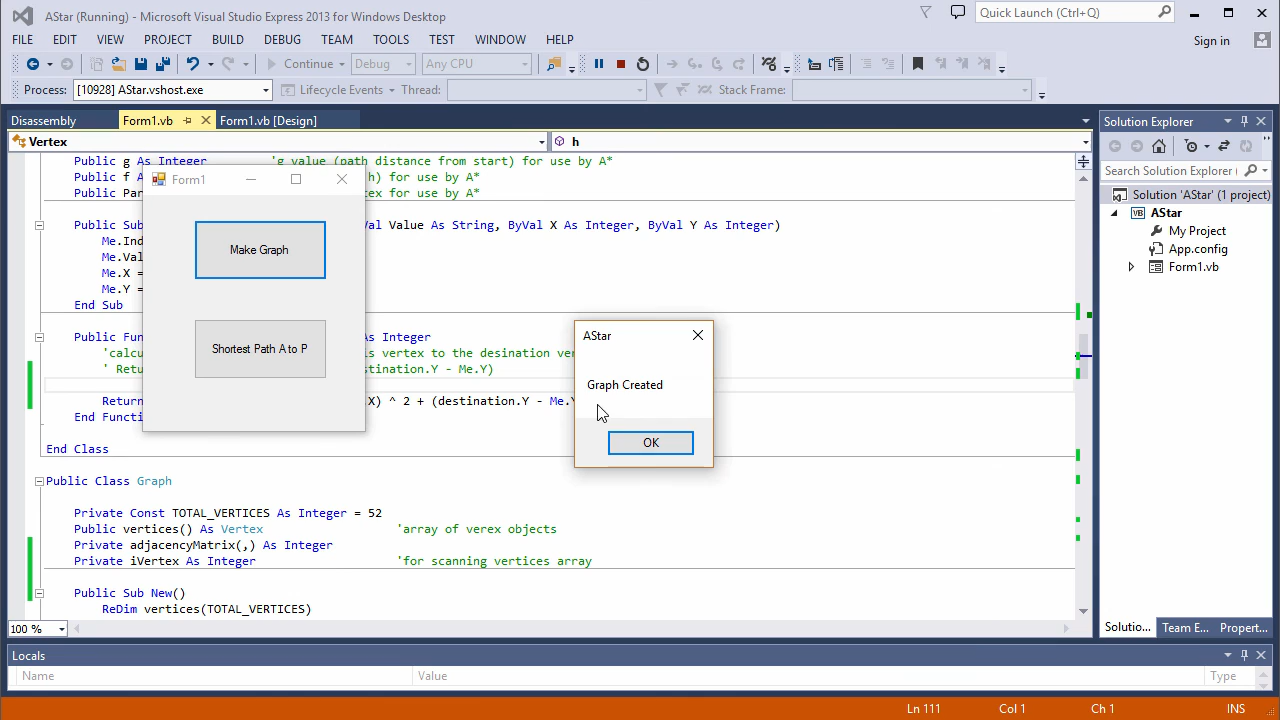 AStar (Running) - Microsoft Visual Studio Express 2013 for Windows Desktop
Quick Launch (Ctrl+Q)
FILE EDIT VIEW PROJECT BUILD DEBUG TEAM TOOLS TEST WINDOW HELP
Sign in
Continue Debug Any CPU
Process: [10928] AStar.vshost.exe Lifecycle Events Thread: Stack Frame:
Disassembly Form1.vb Form1.vb [Design]
Vertex h
Public g As Integer 'g value (path distance from start) for use by A*
Public f A h) for use by A*
Public Par tex for use by A*
Public Sub Val Value As String, ByVal X As Integer, ByVal Y As Integer)
Me.Ind
Me.Val
Me.X =
Me.Y =
End Sub
Public Fun As Integer
'calc is vertex to the desination ver
' Retu destination.Y - Me.Y)
Return X) ^ 2 + (destination.Y - Me.Y
End Functi
End Class
Public Class Graph
Private Const TOTAL_VERTICES As Integer = 52
Public vertices() As Vertex 'array of verex objects
Private adjacencyMatrix(,) As Integer
Private iVertex As Integer 'for scanning vertices array
Public Sub New()
ReDim vertices(TOTAL_VERTICES)
100 %
Form1
Make Graph
Shortest Path A to P
AStar
Graph Created
OK
Solution Explorer
Search Solution Explorer (
Solution 'AStar' (1 project)
AStar
My Project
App.config
Form1.vb
Solutio... Team E... Propert...
Locals
Name Value Type
Ln 111 Col 1 Ch 1 INS